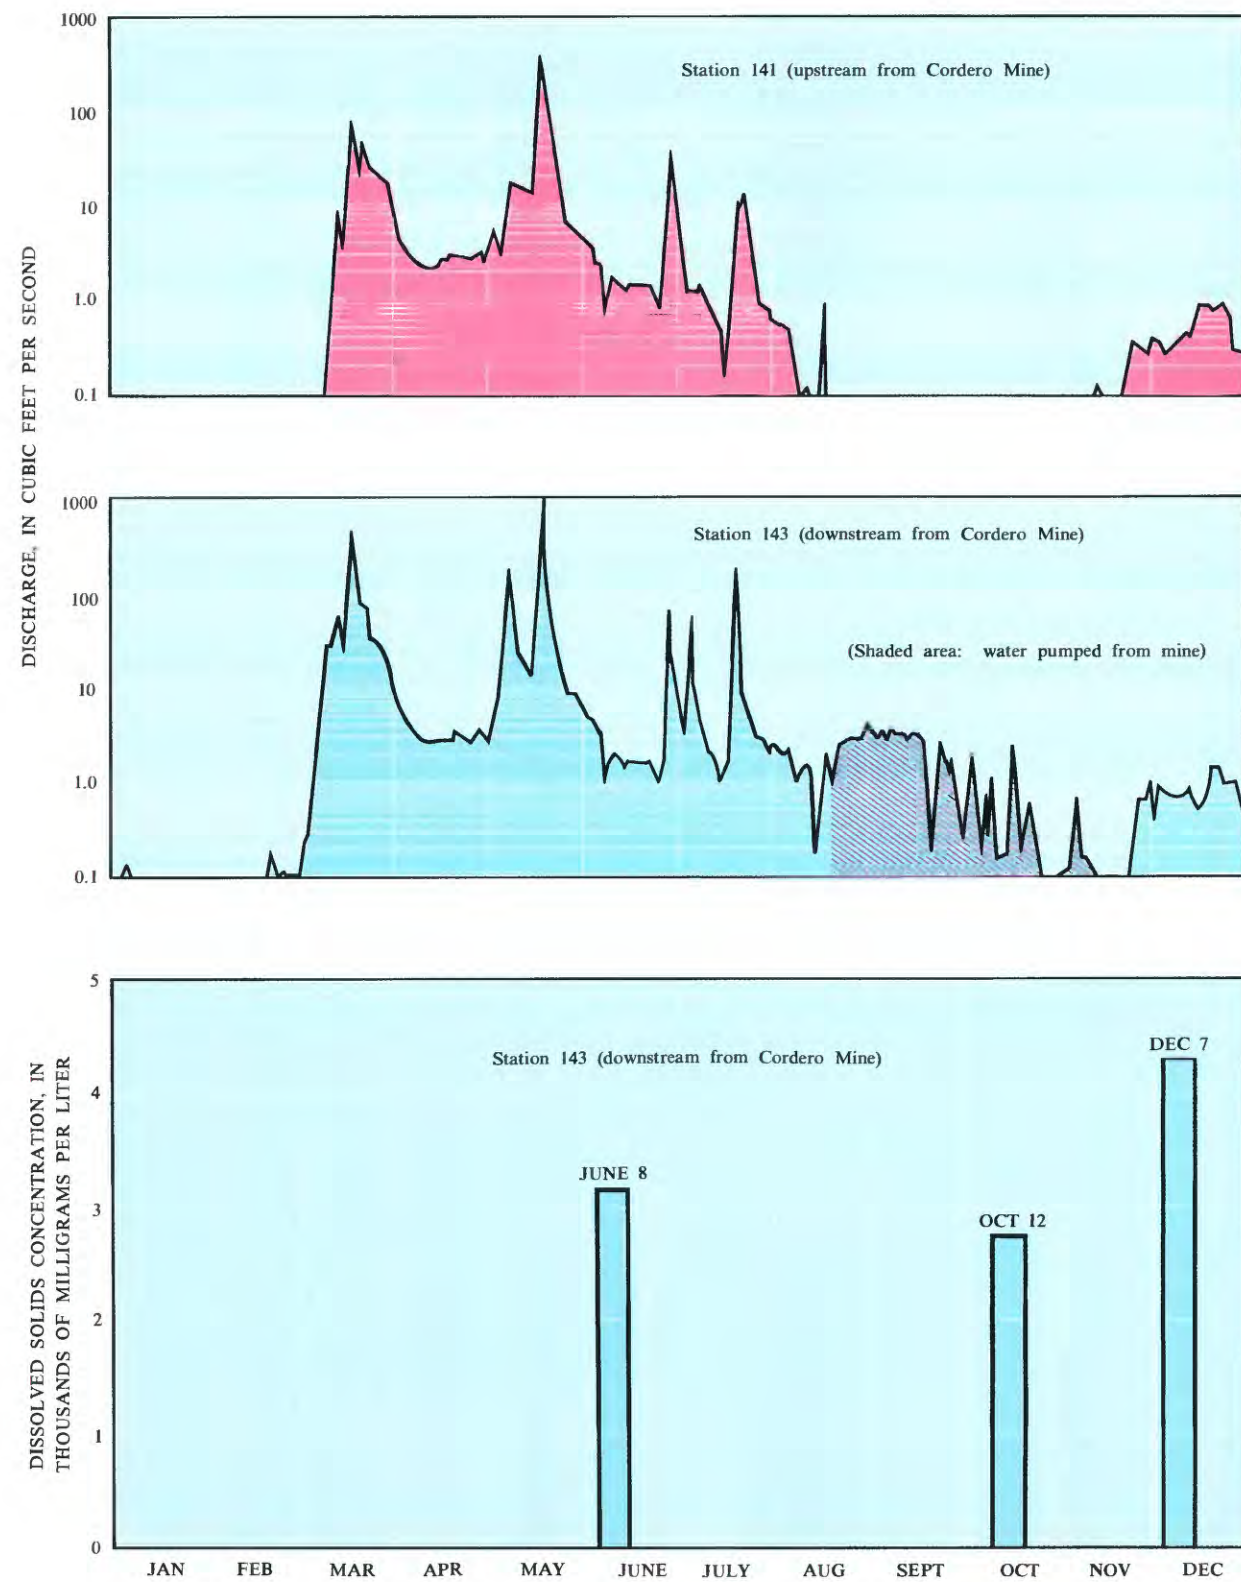 DISCHARGE, IN CUBIC FEET PER SECOND
1000
100
10
1.0
0.1
Station 141 (upstream from Cordero Mine)
1000
100
10
1.0
0.1
Station 143 (downstream from Cordero Mine)
(Shaded area: water pumped from mine)
DISSOLVED SOLIDS CONCENTRATION, IN
THOUSANDS OF MILLIGRAMS PER LITER
5
4
3
2
1
0
Station 143 (downstream from Cordero Mine)
JUNE 8
OCT 12
DEC 7
JAN FEB MAR APR MAY JUNE JULY AUG SEPT OCT NOV DEC